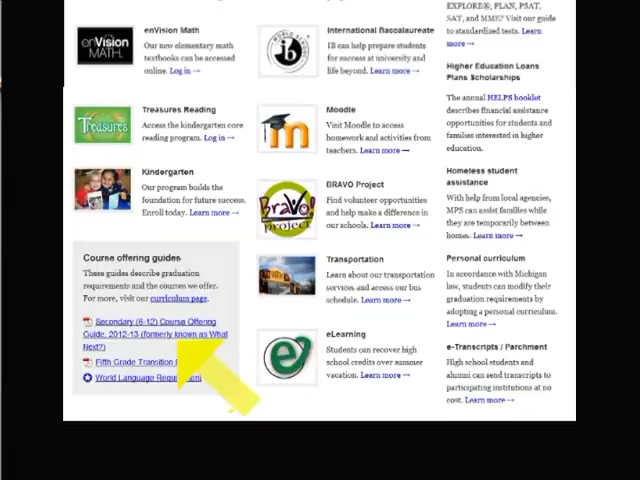 enVision Math
Our new elementary math
textbooks can be accessed
online. Log in →
enVision
MATH
Treasures Reading
Access the kindergarten core
reading program. Log in →
Treasures
Kindergarten
Our program builds the
foundation for future success.
Enroll today. Learn more →
Course offering guides
These guides describe graduation
requirements and the courses we offer.
For more, visit our curriculum page.
Secondary (6-12) Course Offering
Guide, 2012-13 (formerly known as What
Next?)
Fifth Grade Transition
World Language
International Baccalaureate
IB can help prepare students
for success at university and
life beyond. Learn more →
Moodle
Visit Moodle to access
homework and activities from
teachers. Learn more →
BRAVO Project
Find volunteer opportunities
and help make a difference in
our schools. Learn more →
BraVo!
project
Transportation
Learn about our transportation
services and access our bus
schedule. Learn more →
eLearning
Students can recover high
school credits over summer
vacation. Learn more →
EXPLORE®, PLAN, PSAT,
SAT, and MME? Visit our guide
to standardized tests. Learn
more →
Higher Education Loans
Plans Scholarships
The annual HELPS booklet
describes financial assistance
opportunities for students and
families interested in higher
education.
Homeless student
assistance
With help from local agencies,
MPS can assist families while
they are temporarily between
homes. Learn more →
Personal curriculum
In accordance with Michigan
law, students can modify their
graduation requirements by
adopting a personal curriculum.
Learn more →
e-Transcripts / Parchment
High school students and
alumni can send transcripts to
participating institutions at no
cost. Learn more →